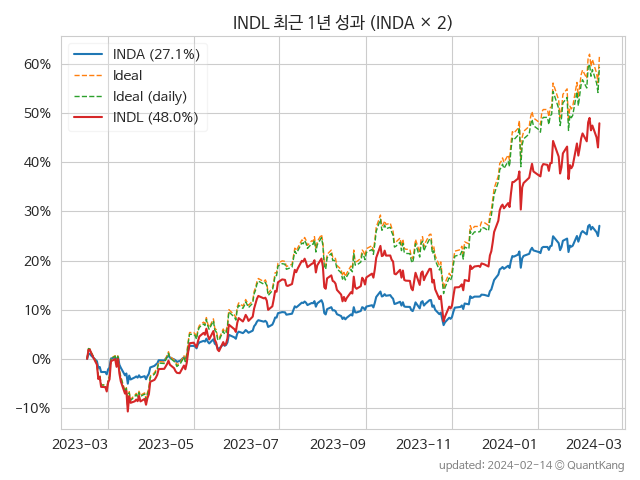 INDL 최근 1년 성과 (INDA × 2)
INDA (27.1%)
Ideal
Ideal (daily)
INDL (48.0%)
60%
50%
40%
30%
20%
10%
0%
−10%
2023-03 2023-05 2023-07 2023-09 2023-11 2024-01 2024-03
updated: 2024-02-14 © QuantKang